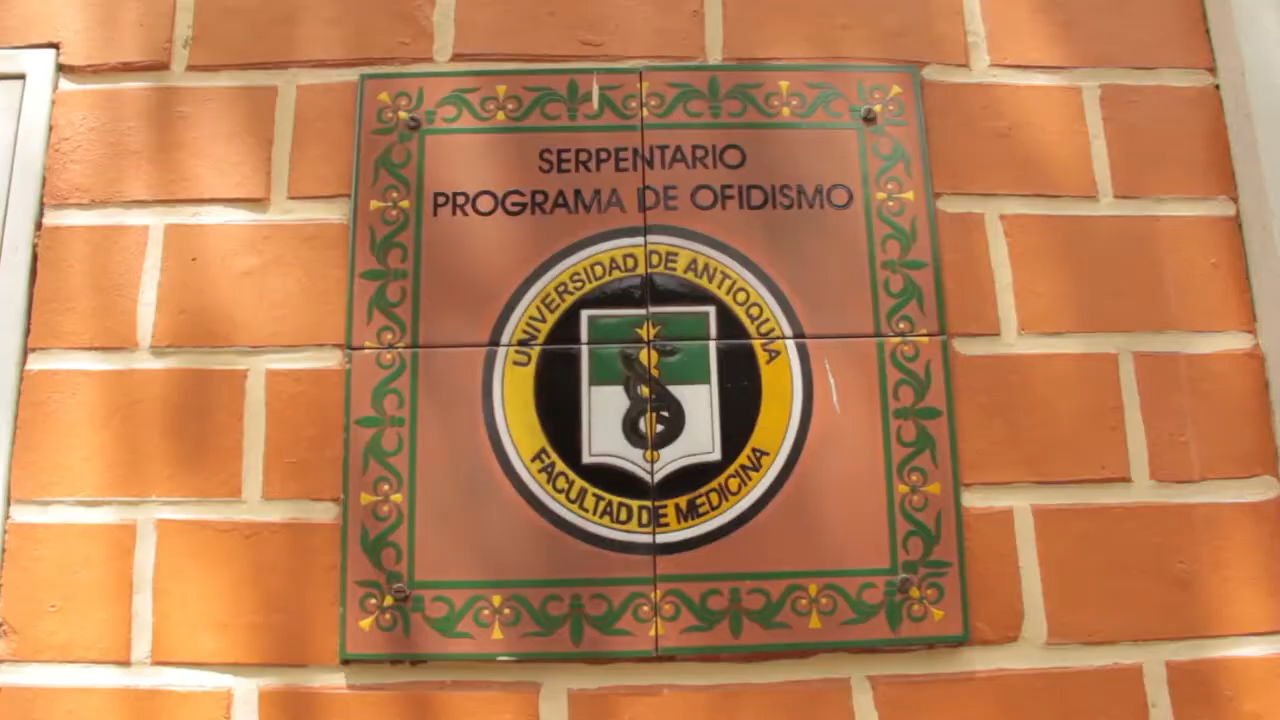 SERPENTARIO
PROGRAMA DE OFIDISMO
UNIVERSIDAD DE ANTIOQUIA
FACULTAD DE MEDICINA